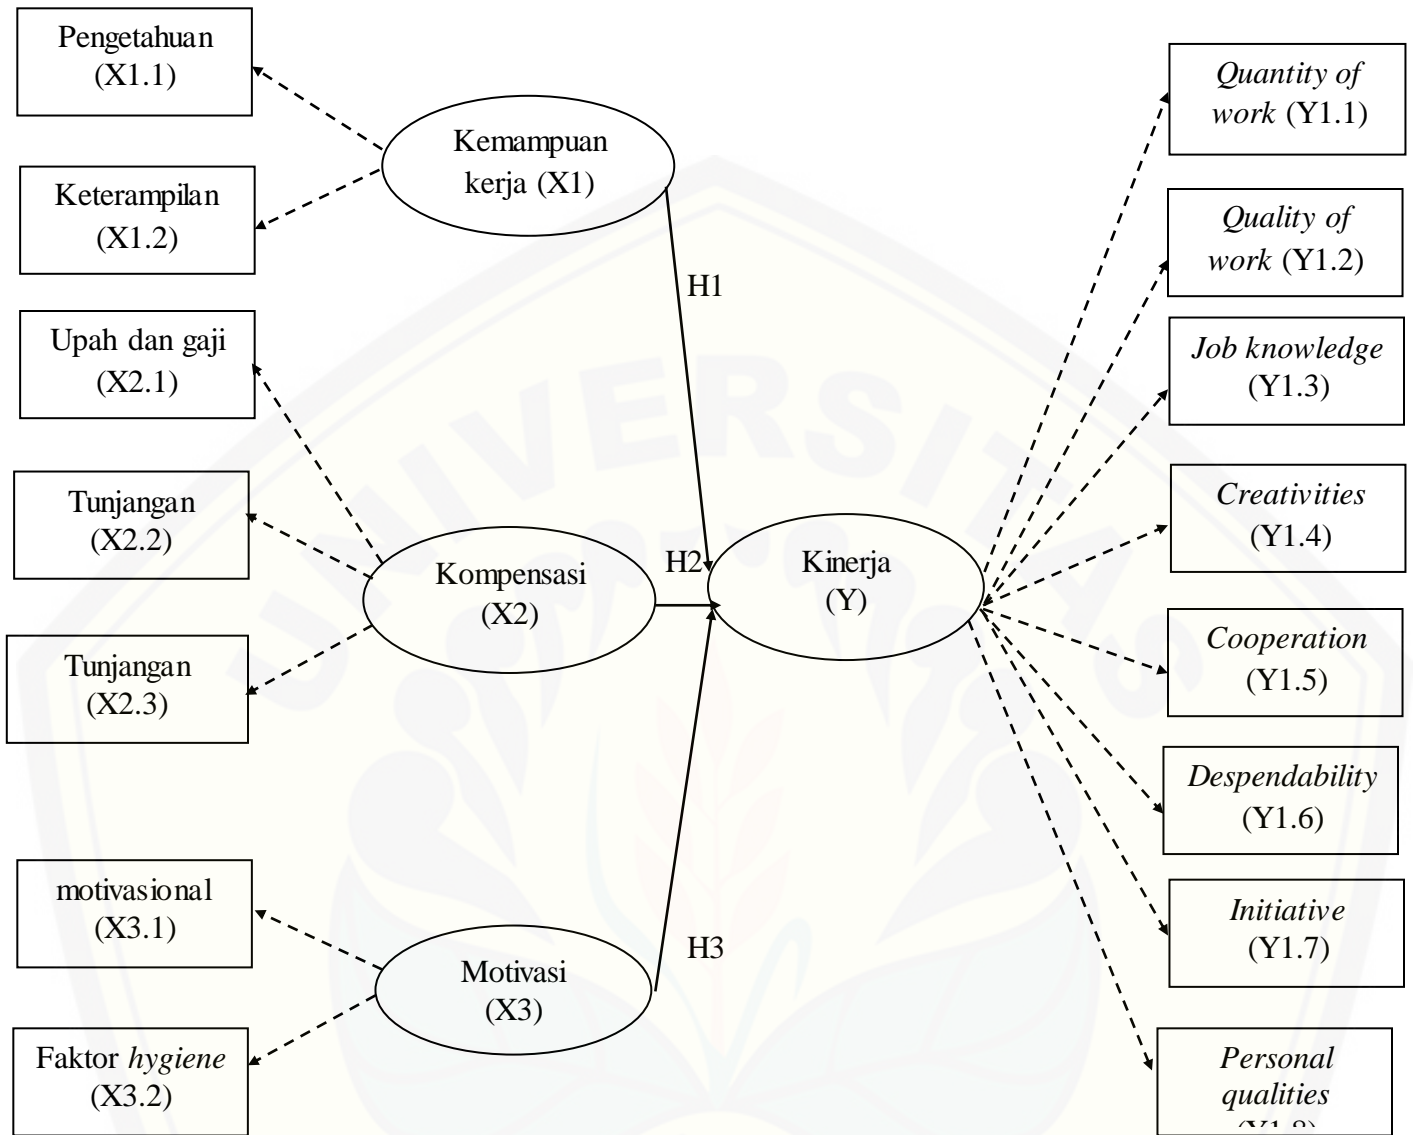 Pengetahuan
(X1.1)
Keterampilan
(X1.2)
Upah dan gaji
(X2.1)
Tunjangan
(X2.2)
Tunjangan
(X2.3)
motivasional
(X3.1)
Faktor hygiene
(X3.2)
Kemampuan
kerja (X1)
Kompensasi
(X2)
Motivasi
(X3)
H1
H2
H3
Kinerja
(Y)
Quantity of
work (Y1.1)
Quality of
work (Y1.2)
Job knowledge
(Y1.3)
Creativities
(Y1.4)
Cooperation
(Y1.5)
Despendability
(Y1.6)
Initiative
(Y1.7)
Personal
qualities
(Y1.8)
UNIVERSITAS